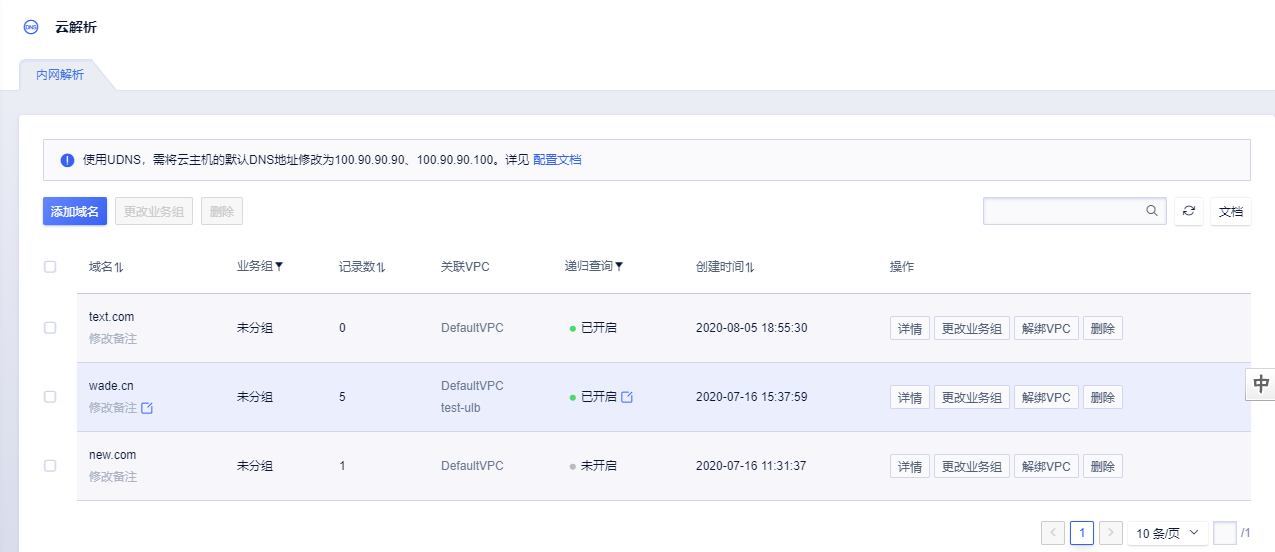 DNS 云解析
内网解析
使用UDNS，需将云主机的默认DNS地址修改为100.90.90.90、100.90.90.100。详见 配置文档
添加域名 更改业务组 删除 文档
域名 业务组 记录数 关联VPC 递归查询 创建时间 操作
text.com
修改备注
未分组 0 DefaultVPC 已开启 2020-08-05 18:55:30 详情 更改业务组 解绑VPC 删除
wade.cn
修改备注
未分组 5 DefaultVPC
test-ulb
已开启 2020-07-16 15:37:59 详情 更改业务组 解绑VPC 删除
中
new.com
修改备注
未分组 1 DefaultVPC 未开启 2020-07-16 11:31:37 详情 更改业务组 解绑VPC 删除
< 1 > 10 条/页 /1